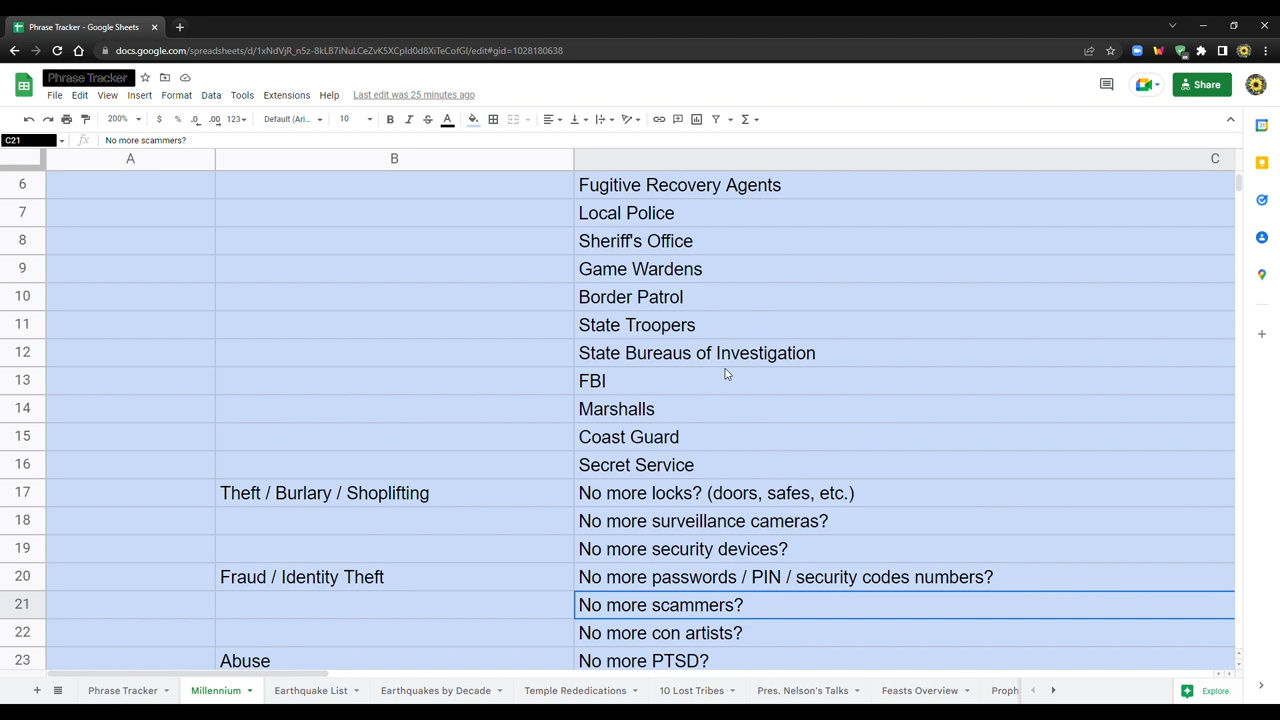 Phrase Tracker - Google Sheets
docs.google.com/spreadsheets/d/1xNdVjR_n5z-8kLB7iNuLCeZvK5XCpId0d8XiTeCofGI/edit#gid=1028180638
Phrase Tracker
File Edit View Insert Format Data Tools Extensions Help Last edit was 25 minutes ago
Share
200% $ % .0 .00 123 Default (Ari... 10 B I S A
C21 fx No more scammers?
A B C
6 Fugitive Recovery Agents
7 Local Police
8 Sheriff's Office
9 Game Wardens
10 Border Patrol
11 State Troopers
12 State Bureaus of Investigation
13 FBI
14 Marshalls
15 Coast Guard
16 Secret Service
17 Theft / Burlary / Shoplifting No more locks? (doors, safes, etc.)
18 No more surveillance cameras?
19 No more security devices?
20 Fraud / Identity Theft No more passwords / PIN / security codes numbers?
21 No more scammers?
22 No more con artists?
23 Abuse No more PTSD?
Phrase Tracker Millennium Earthquake List Earthquakes by Decade Temple Rededications 10 Lost Tribes Pres. Nelson's Talks Feasts Overview Proph Explore